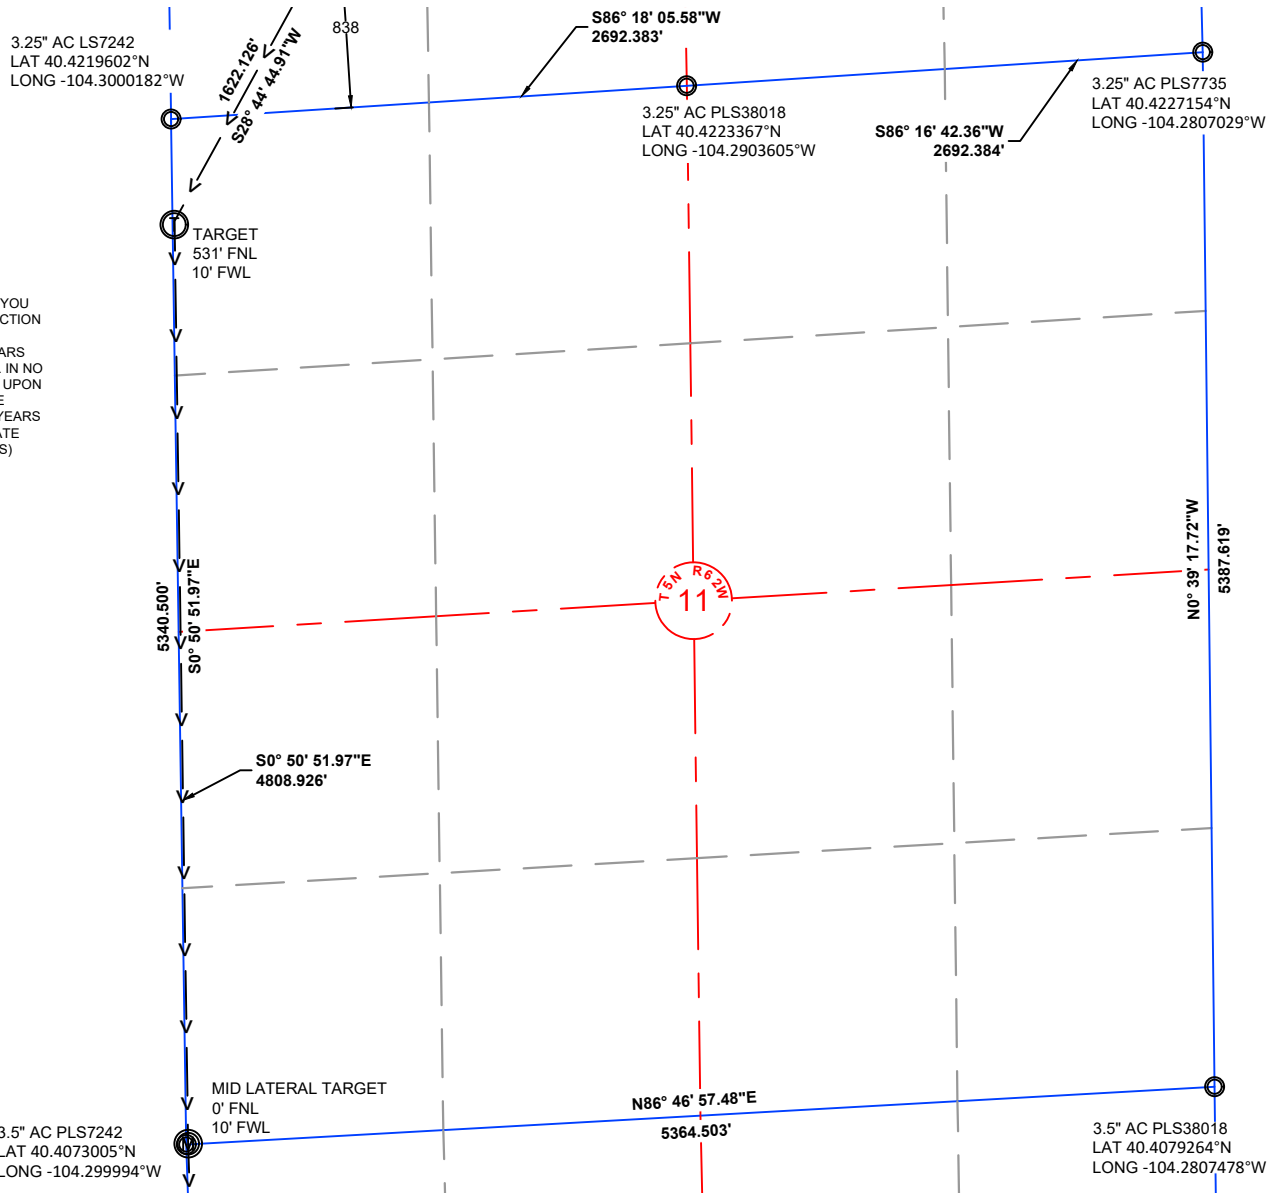 S86° 18' 05.58"W
2692.383'
838
3.25" AC LS7242
LAT 40.4219602°N
LONG -104.3000182°W
1622.126'
S28° 44' 44.91"W
3.25" AC PLS7735
LAT 40.4227154°N
LONG -104.2807029°W
3.25" AC PLS38018
LAT 40.4223367°N
LONG -104.2903605°W
S86° 16' 42.36"W
2692.384'
TARGET
531' FNL
10' FWL
YOU
CTION
ARS
IN NO
UPON
E
YEARS
ATE
S)
N0° 39' 17.72"W
5387.619'
5340.500'
S0° 50' 51.97"E
T5N R62W
11
S0° 50' 51.97"E
4808.926'
MID LATERAL TARGET
0' FNL
10' FWL
N86° 46' 57.48"E
5364.503'
3.5" AC PLS7242
LAT 40.4073005°N
LONG -104.299994°W
3.5" AC PLS38018
LAT 40.4079264°N
LONG -104.2807478°W